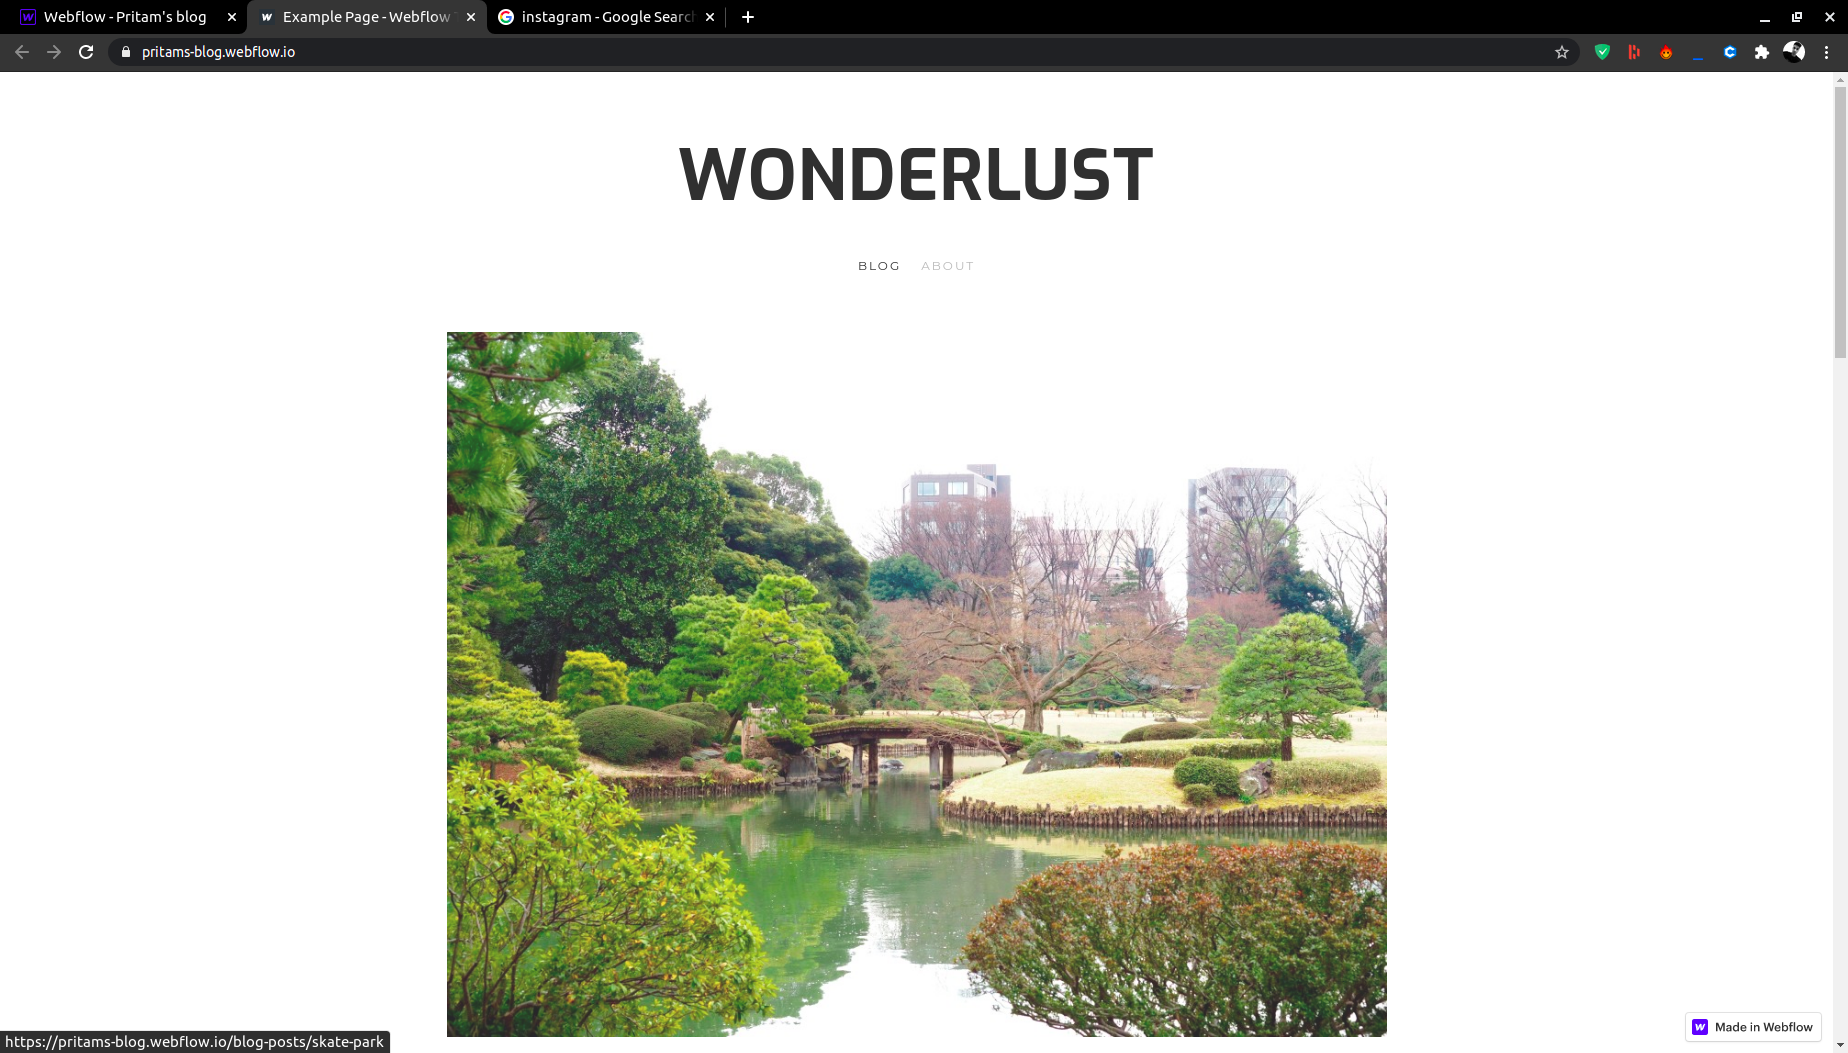 Webflow - Pritam's blog
Example Page - Webflow
instagram - Google Search
pritams-blog.webflow.io
WONDERLUST
BLOG ABOUT
Made in Webflow
https://pritams-blog.webflow.io/blog-posts/skate-park